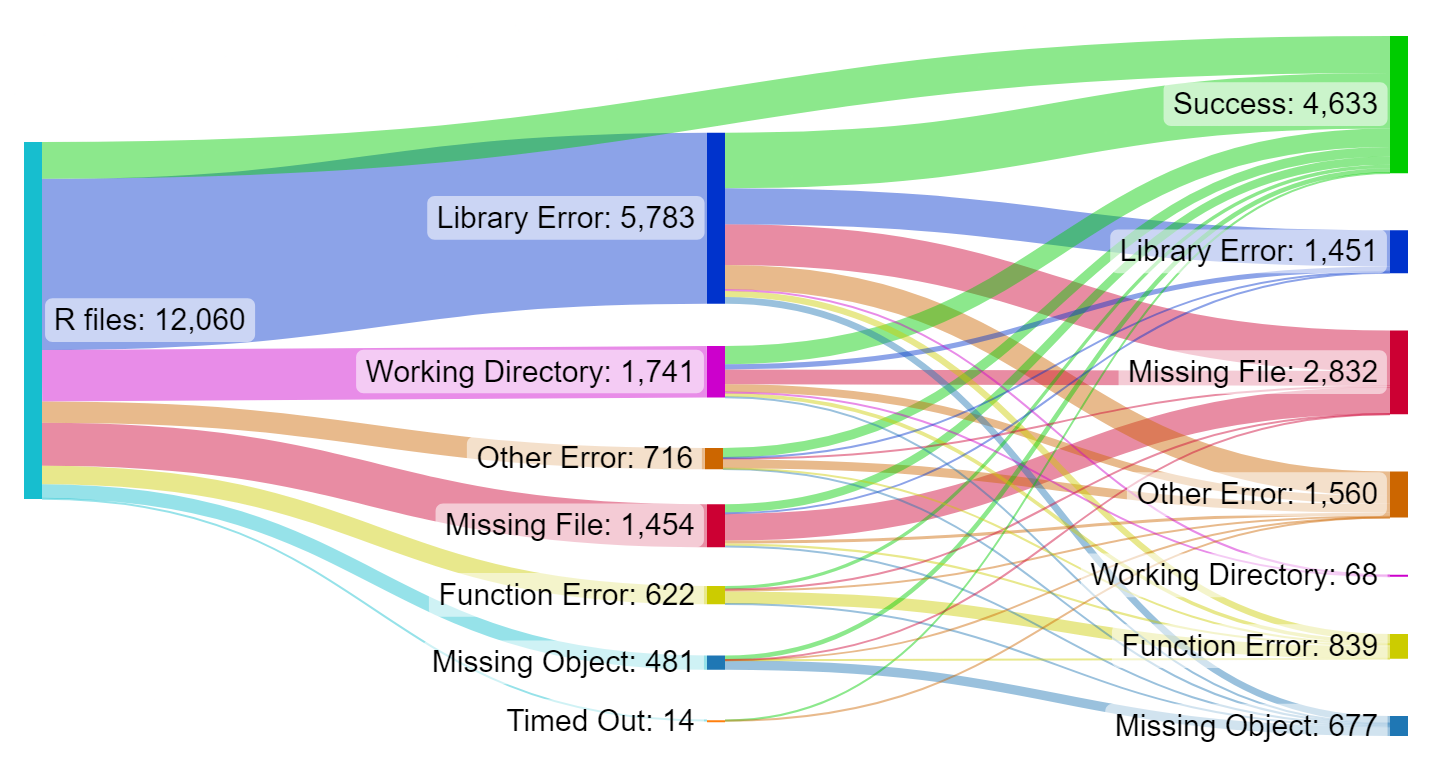 R files: 12,060
Library Error: 5,783
Working Directory: 1,741
Other Error: 716
Missing File: 1,454
Function Error: 622
Missing Object: 481
Timed Out: 14
Success: 4,633
Library Error: 1,451
Missing File: 2,832
Other Error: 1,560
Working Directory: 68
Function Error: 839
Missing Object: 677